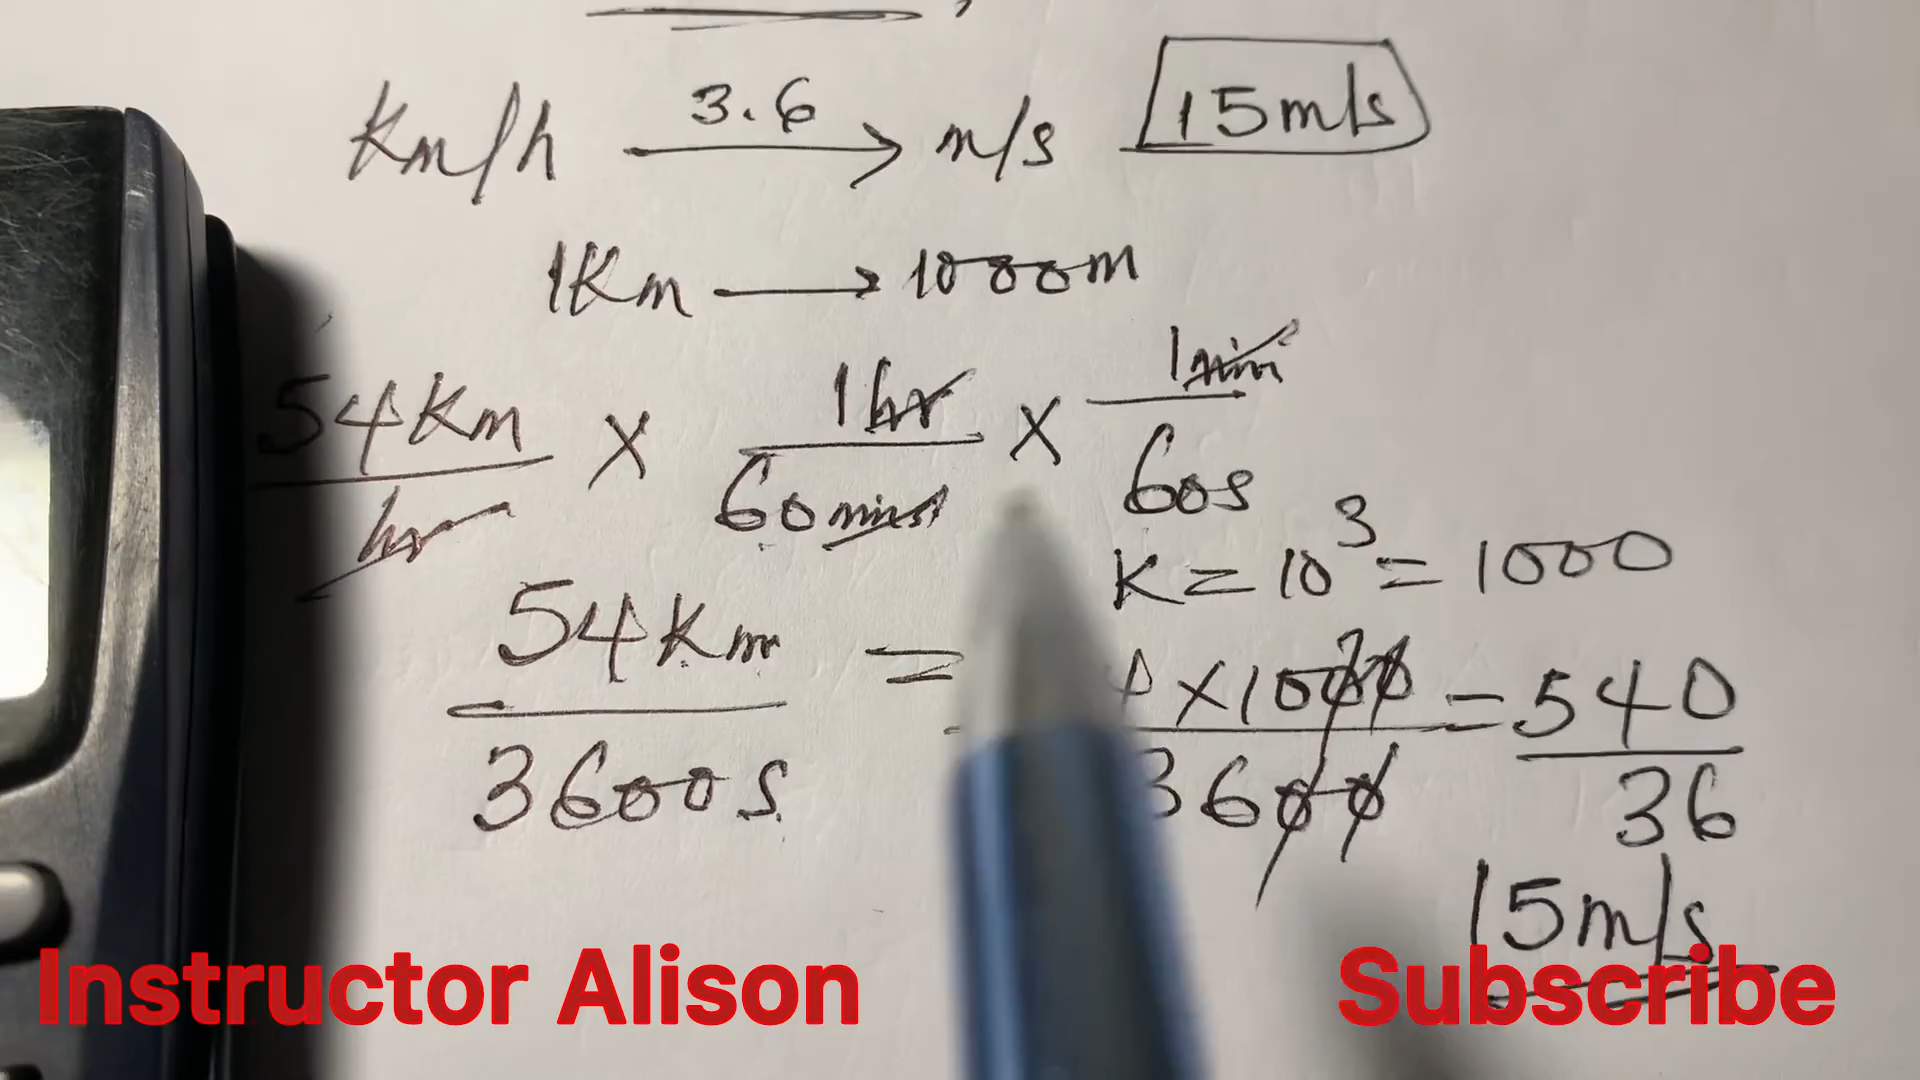 Km/h 3.6 → m/s 15m/s
1Km → 1000m
54Km/hr × 1hr/60mins × 1min/60s
K = 10³ = 1000
54Km/3600s = × 1000/3600 = 540/36
15m/s
Instructor Alison Subscribe